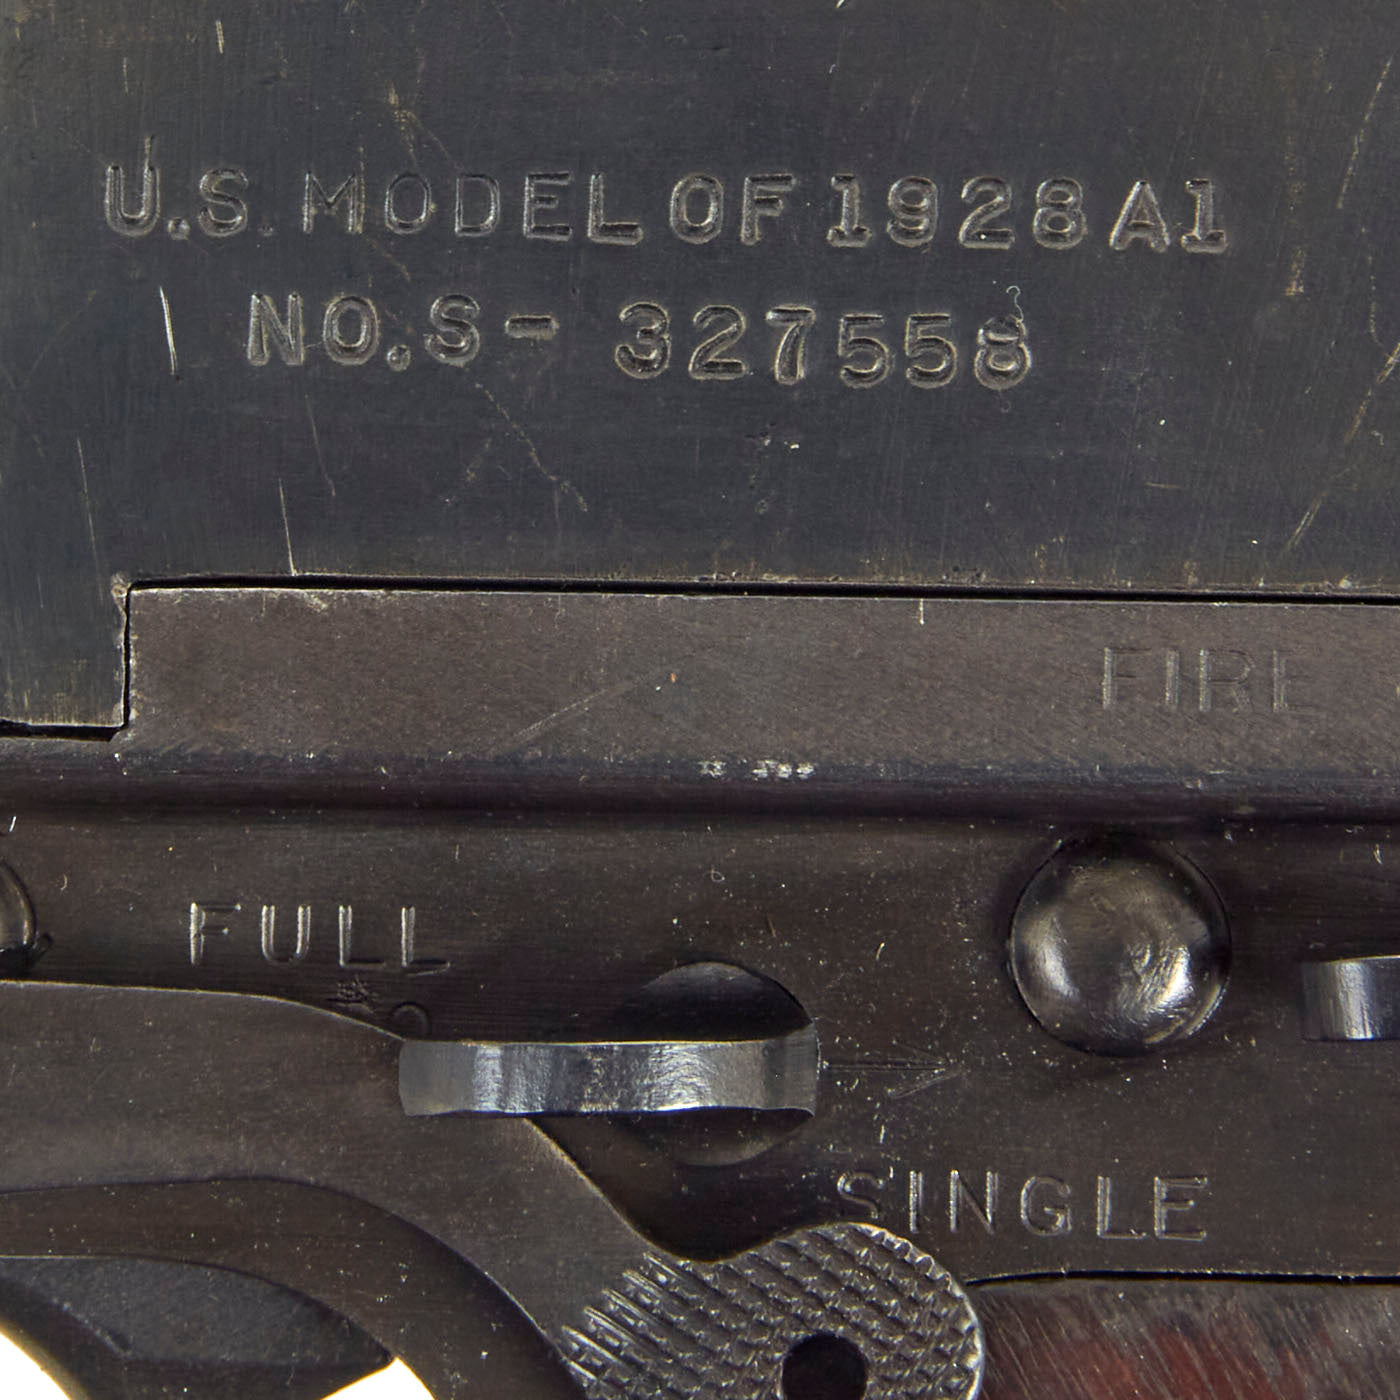 U.S. MODEL OF 1928 A1
NO. S- 327558
FIRE
FULL
SINGLE